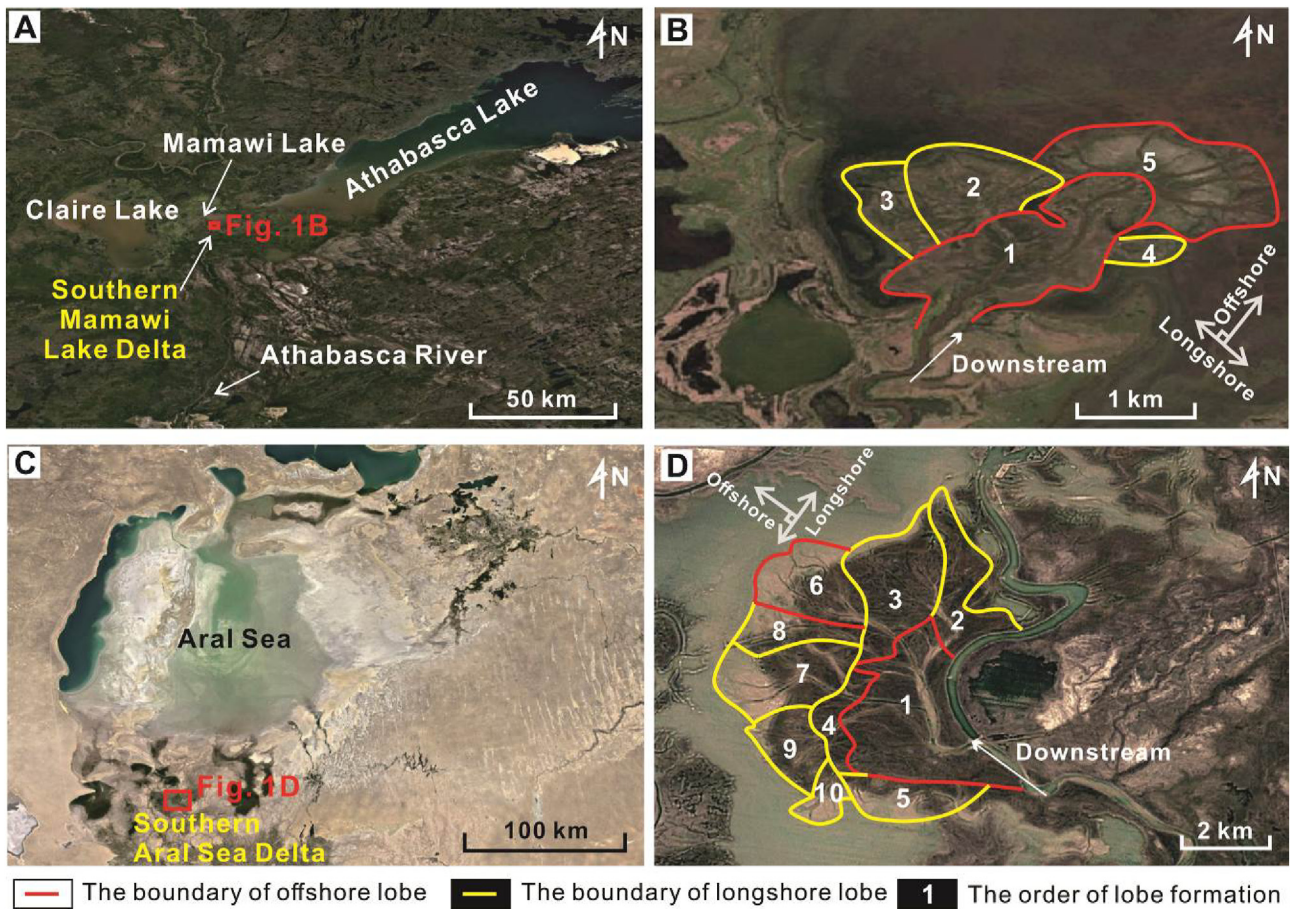 A
N
Mamawi Lake
Athabasca Lake
Claire Lake
Fig. 1B
Southern
Mamawi
Lake Delta
Athabasca River
50 km
B
N
5
2
3
1
4
Offshore
Longshore
Downstream
1 km
C
N
Aral Sea
Fig. 1D
Southern
Aral Sea Delta
100 km
D
N
Offshore
Longshore
6
3
2
8
7
1
4
9
10
5
Downstream
2 km
The boundary of offshore lobe
The boundary of longshore lobe
1 The order of lobe formation